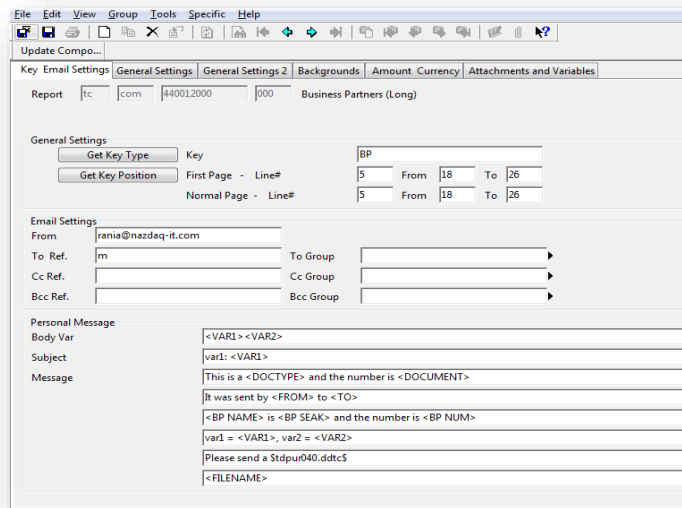 File Edit View Group Tools Specific Help
Update Compo...
Key Email Settings General Settings General Settings 2 Backgrounds Amount Currency Attachments and Variables
Report tc com 440012000 000 Business Partners (Long)
General Settings
Get Key Type Key BP
Get Key Position First Page - Line# 5 From 18 To 26
Normal Page - Line# 5 From 18 To 26
Email Settings
From rania@nazdaq-it.com
To Ref. m To Group
Cc Ref. Cc Group
Bcc Ref. Bcc Group
Personal Message
Body Var <VAR1><VAR2>
Subject var1: <VAR1>
Message This is a <DOCTYPE> and the number is <DOCUMENT>
It was sent by <FROM> to <TO>
<BP NAME> is <BP SEAK> and the number is <BP NUM>
var1 = <VAR1>, var2 = <VAR2>
Please send a $tdpur040.ddtc$
<FILENAME>